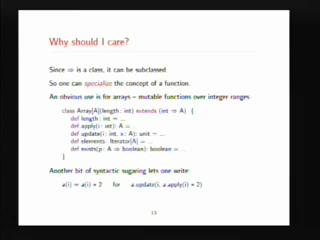 Why should I care?
Since ⇒ is a class, it can be subclassed.
So one can specialize the concept of a function.
An obvious use is for arrays – mutable functions over integer ranges.
class Array[A](length: int) extends (int ⇒ A) {
def length: int = ...
def apply(i: int): A = ...
def update(i: int, x: A): unit = ...
def elements: Iterator[A] = ...
def exists(p: A ⇒ boolean): boolean = ...
}
Another bit of syntactic sugaring lets one write:
a(i) = a(i) * 2 for a.update(i, a.apply(i) * 2)